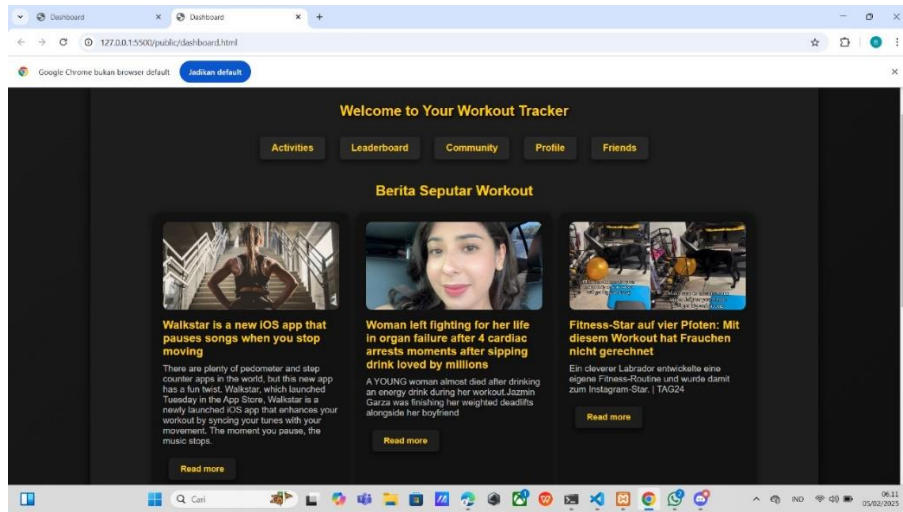 Dashboard
Dashboard
127.0.0.1:5500/public/dashboard.html
Google Chrome bukan browser default
Jadikan default
Welcome to Your Workout Tracker
Activities
Leaderboard
Community
Profile
Friends
Berita Seputar Workout
Walkstar is a new iOS app that
pauses songs when you stop
moving
There are plenty of pedometer and step
counter apps in the world, but this new app
has a fun twist. Walkstar, which launched
Tuesday in the App Store, Walkstar is a
newly launched iOS app that enhances your
workout by syncing your tunes with your
movement. The moment you pause, the
music stops.
Read more
Woman left fighting for her life
in organ failure after 4 cardiac
arrests moments after sipping
drink loved by millions
A YOUNG woman almost died after drinking
an energy drink during her workout.Jazmin
Garza was finishing her weighted deadlifts
alongside her boyfriend
Read more
Fitness-Star auf vier Pfoten: Mit
diesem Workout hat Frauchen
nicht gerechnet
Ein cleverer Labrador entwickelte eine
eigene Fitness-Routine und wurde damit
zum Instagram-Star. | TAG24
Read more
Cari
IND
06.11
05/02/2025